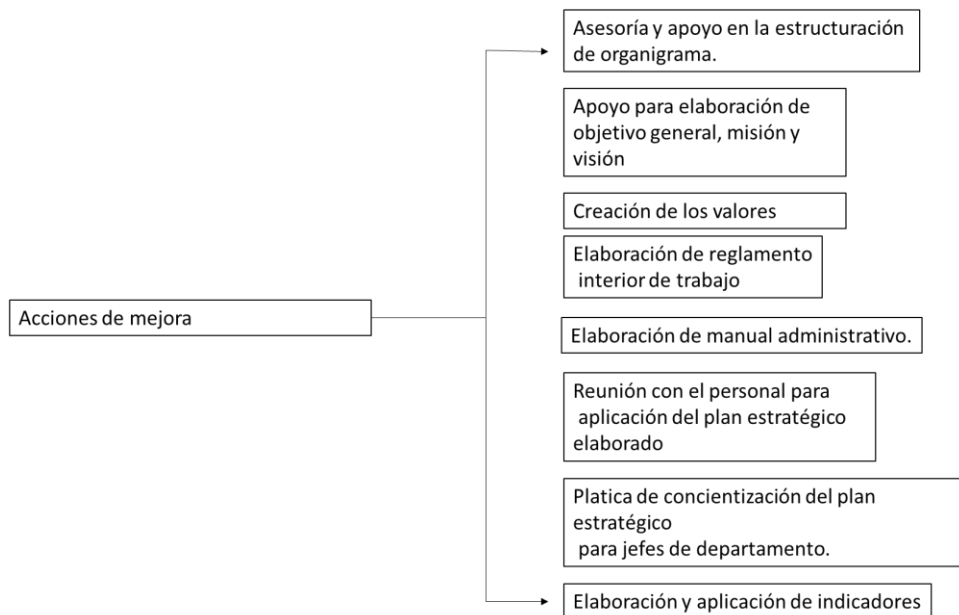 Asesoría y apoyo en la estructuración
de organigrama.
Apoyo para elaboración de
objetivo general, misión y
visión
Creación de los valores
Elaboración de reglamento
interior de trabajo
Acciones de mejora
Elaboración de manual administrativo.
Reunión con el personal para
aplicación del plan estratégico
elaborado
Platica de concientización del plan
estratégico
para jefes de departamento.
Elaboración y aplicación de indicadores